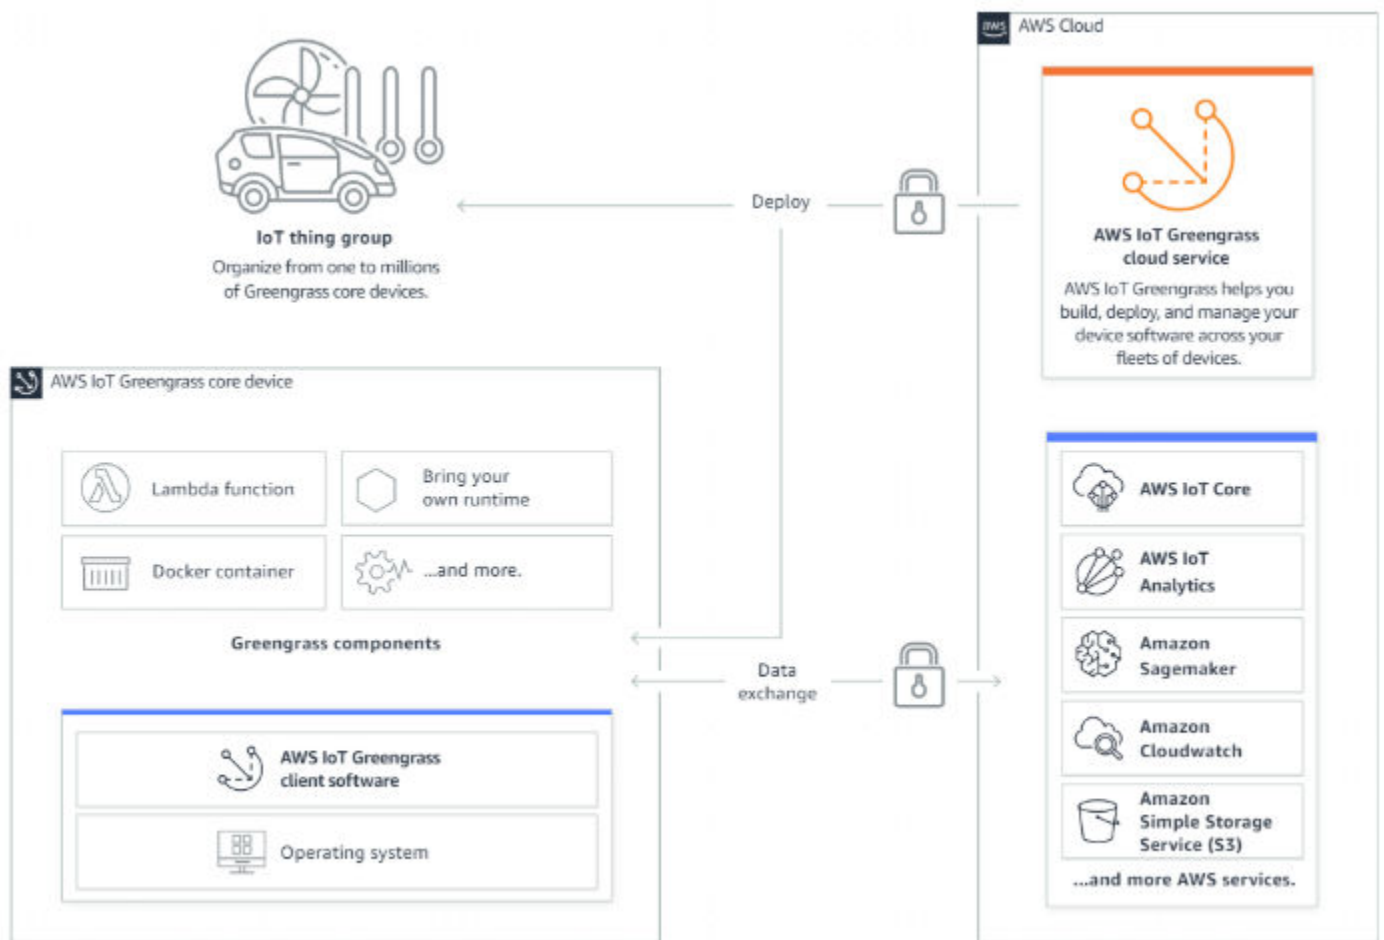 aws AWS Cloud
Deploy
IoT thing group
Organize from one to millions
of Greengrass core devices.
AWS IoT Greengrass
cloud service
AWS IoT Greengrass helps you
build, deploy, and manage your
device software across your
fleets of devices.
AWS IoT Greengrass core device
Lambda function
Bring your
own runtime
Docker container
...and more.
Greengrass components
AWS IoT Greengrass
client software
Operating system
Data
exchange
AWS IoT Core
AWS IoT
Analytics
Amazon
Sagemaker
Amazon
Cloudwatch
Amazon
Simple Storage
Service (S3)
...and more AWS services.